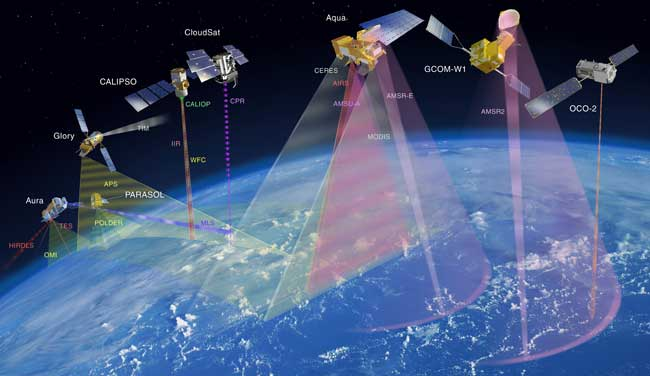 Aqua
CloudSat
CERES
GCOM-W1
CALIPSO
AIRS
AMSU-A
AMSR-E
CALIOP
CPR
OCO-2
AMSR2
TIM
Glory
MODIS
IIR
WFC
APS
PARASOL
Aura
TES
POLDER
MLS
HIRDLS
OMI